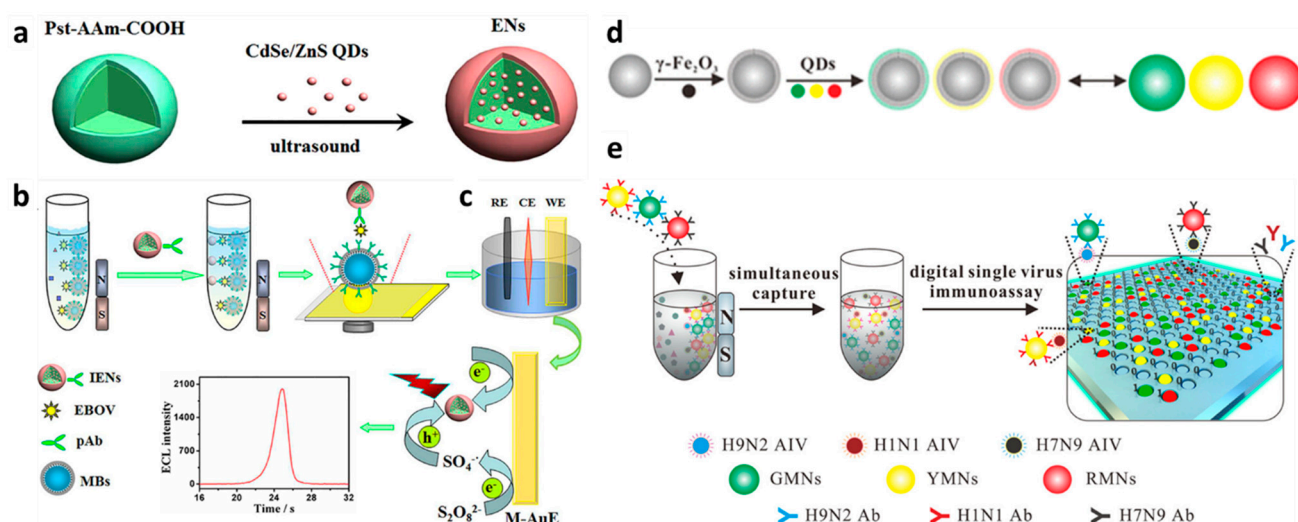 a
Pst-AAm-COOH
CdSe/ZnS QDs
ultrasound
ENs
b
N
S
N
S
IENs
EBOV
pAb
MBs
MBs
c
RE CE WE
e-
h+
SO₄⁻·
e-
S₂O₈²⁻
M-AuE
ECL intensity
2100
1400
700
0
16 20 24 28 32
Time / s
d
γ-Fe₂O₃
QDs
e
N
S
simultaneous
capture
digital single virus
immunoassay
H9N2 AIV H1N1 AIV H7N9 AIV
GMNs YMNs RMNs
H9N2 Ab H1N1 Ab H7N9 Ab